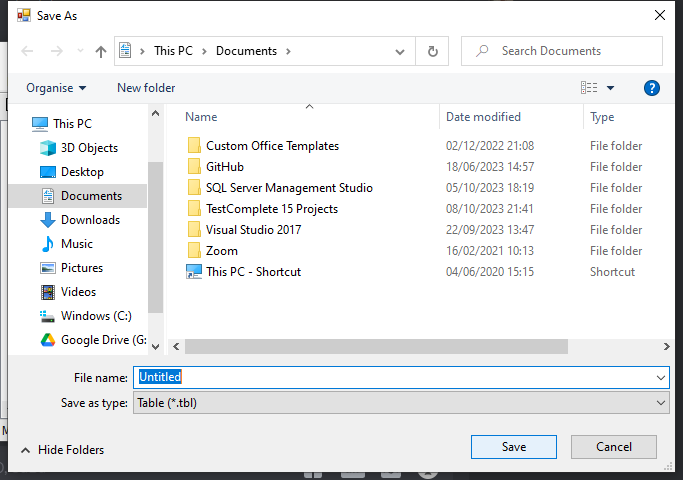 Save As
This PC > Documents >
Search Documents
Organise
New folder
?
This PC
3D Objects
Desktop
Documents
Downloads
Music
Pictures
Videos
Windows (C:)
Google Drive (G:
Name Date modified Type
Custom Office Templates 02/12/2022 21:08 File folder
GitHub 18/06/2023 14:57 File folder
SQL Server Management Studio 05/10/2023 18:19 File folder
TestComplete 15 Projects 08/10/2023 21:41 File folder
Visual Studio 2017 22/09/2023 13:47 File folder
Zoom 16/02/2021 10:13 File folder
This PC - Shortcut 04/06/2020 15:15 Shortcut
File name: Untitled
Save as type: Table (*.tbl)
Hide Folders
Save
Cancel